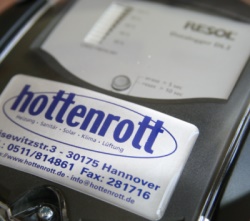 RESOL
hottenrott
Heizung - Sanitär - Solar - Klima - Lüftung
sewitzstr.3 - 30175 Hannover
.: 0511/814861 Fax: 281716
//www.hottenrott.de - info@hottenrott.de